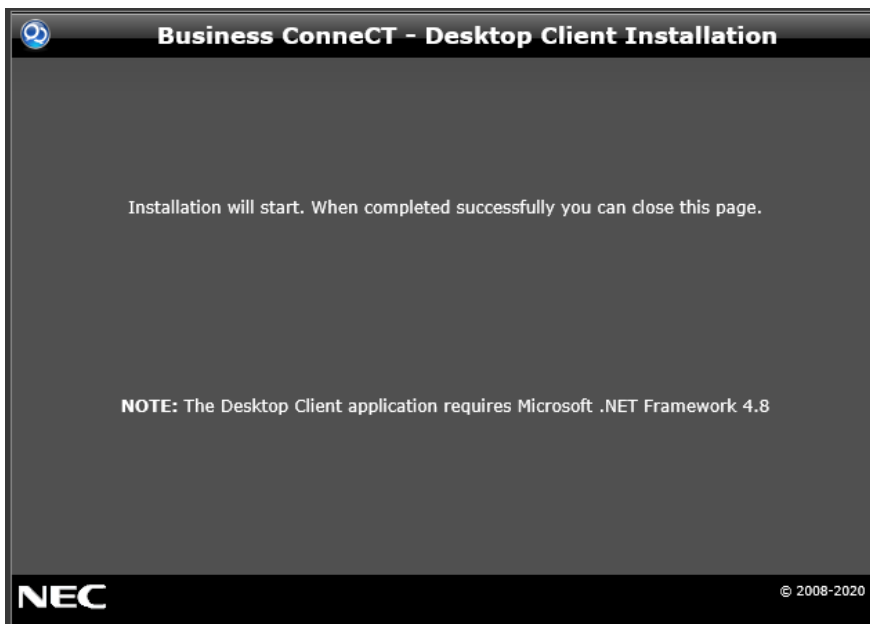 Business ConneCT - Desktop Client Installation
Installation will start. When completed successfully you can close this page.
NOTE: The Desktop Client application requires Microsoft .NET Framework 4.8
NEC
© 2008-2020